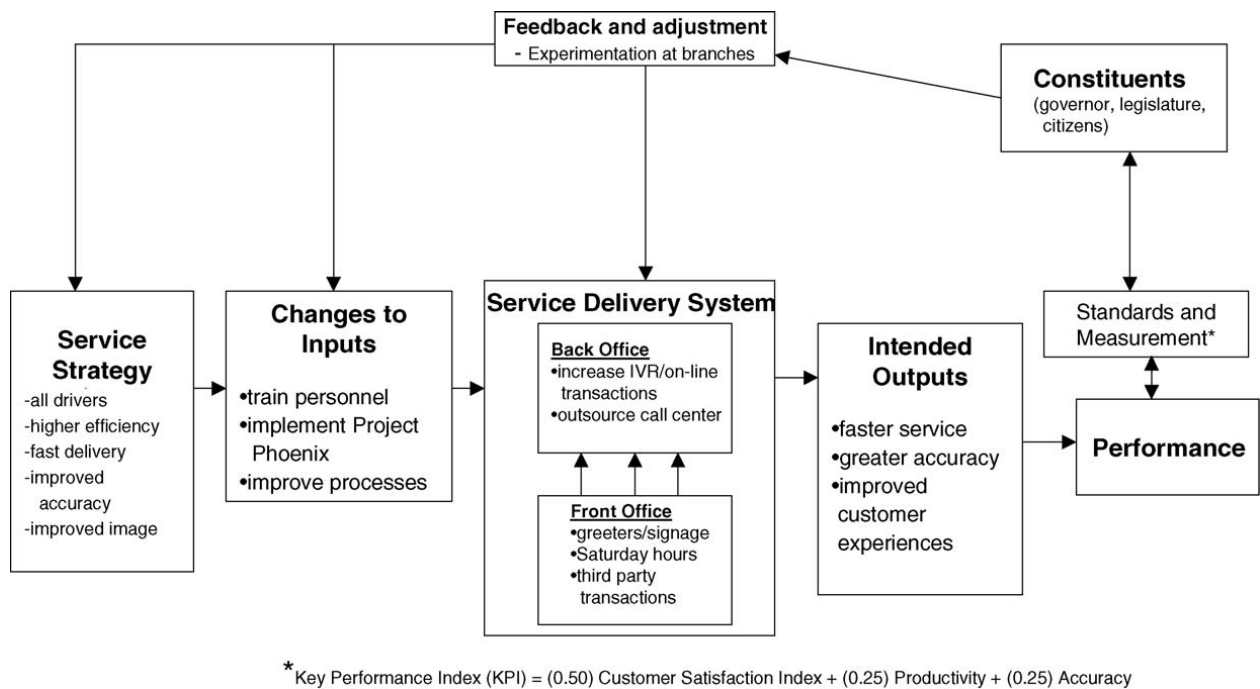 Feedback and adjustment
- Experimentation at branches
Constituents
(governor, legislature,
citizens)
Service
Strategy
-all drivers
-higher efficiency
-fast delivery
-improved
accuracy
-improved image
Changes to
Inputs
•train personnel
•implement Project
Phoenix
•improve processes
Service Delivery System
Back Office
•increase IVR/on-line
transactions
•outsource call center
Front Office
•greeters/signage
•Saturday hours
•third party
transactions
Intended
Outputs
•faster service
•greater accuracy
•improved
customer
experiences
Standards and
Measurement*
Performance
*Key Performance Index (KPI) = (0.50) Customer Satisfaction Index + (0.25) Productivity + (0.25) Accuracy